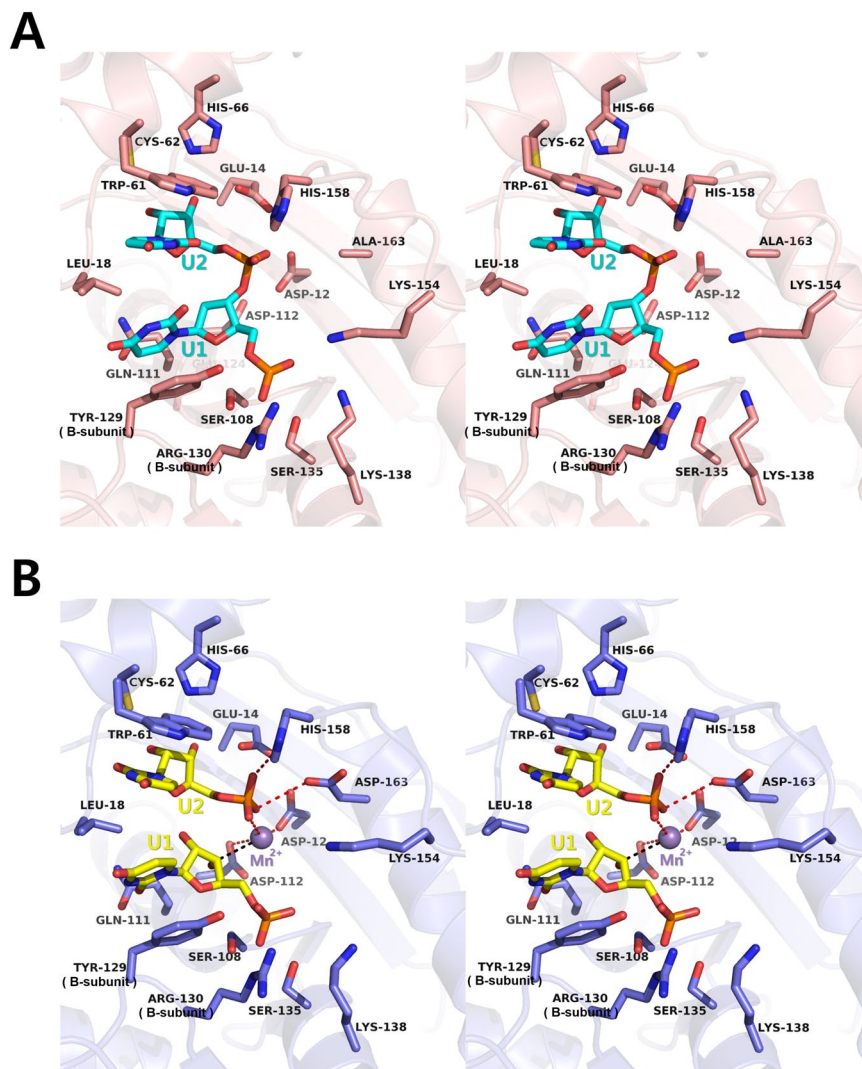 A
HIS-66
HIS-66
CYS-62
CYS-62
GLU-14
GLU-14
TRP-61
HIS-158
TRP-61
HIS-158
ALA-163
ALA-163
U2
U2
LEU-18
LEU-18
ASP-12
LYS-154
ASP-12
LYS-154
ASP-112
ASP-112
U1
U1
GLN-111
GLN-111
TYR-129
( B-subunit)
SER-108
TYR-129
( B-subunit)
SER-108
ARG-130
( B-subunit)
SER-135
LYS-138
ARG-130
( B-subunit)
SER-135
LYS-138
B
HIS-66
HIS-66
CYS-62
CYS-62
GLU-14
GLU-14
TRP-61
HIS-158
TRP-61
HIS-158
ASP-163
ASP-163
U2
U2
LEU-18
LEU-18
U1
U1
ASP-12
ASP-12
Mn2+
LYS-154
Mn2+
LYS-154
ASP-112
ASP-112
GLN-111
GLN-111
TYR-129
( B-subunit)
SER-108
TYR-129
( B-subunit)
SER-108
ARG-130
( B-subunit)
SER-135
LYS-138
ARG-130
( B-subunit)
SER-135
LYS-138